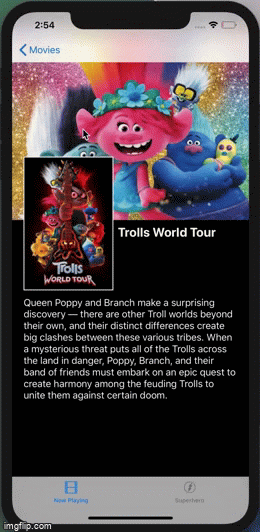 2:54
Movies
Trolls World Tour
Trolls
WORLD TOUR
Queen Poppy and Branch make a surprising
discovery — there are other Troll worlds beyond
their own, and their distinct differences create
big clashes between these various tribes. When
a mysterious threat puts all of the Trolls across
the land in danger, Poppy, Branch, and their
band of friends must embark on an epic quest to
create harmony among the feuding Trolls to
unite them against certain doom.
Now Playing
Superhero
imgflip.com